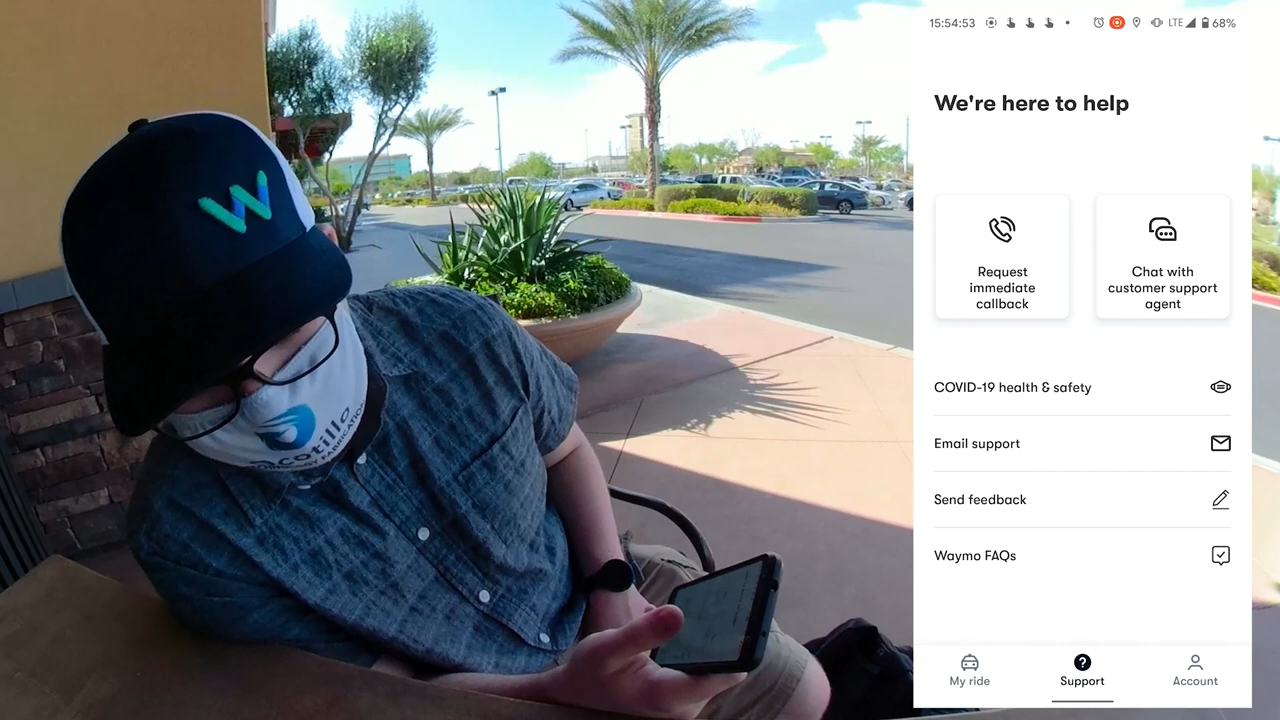 W
cotillo
15:54:53
LTE
68%
We're here to help
Request
immediate
callback
Chat with
customer support
agent
COVID-19 health & safety
Email support
Send feedback
Waymo FAQs
My ride
Support
Account